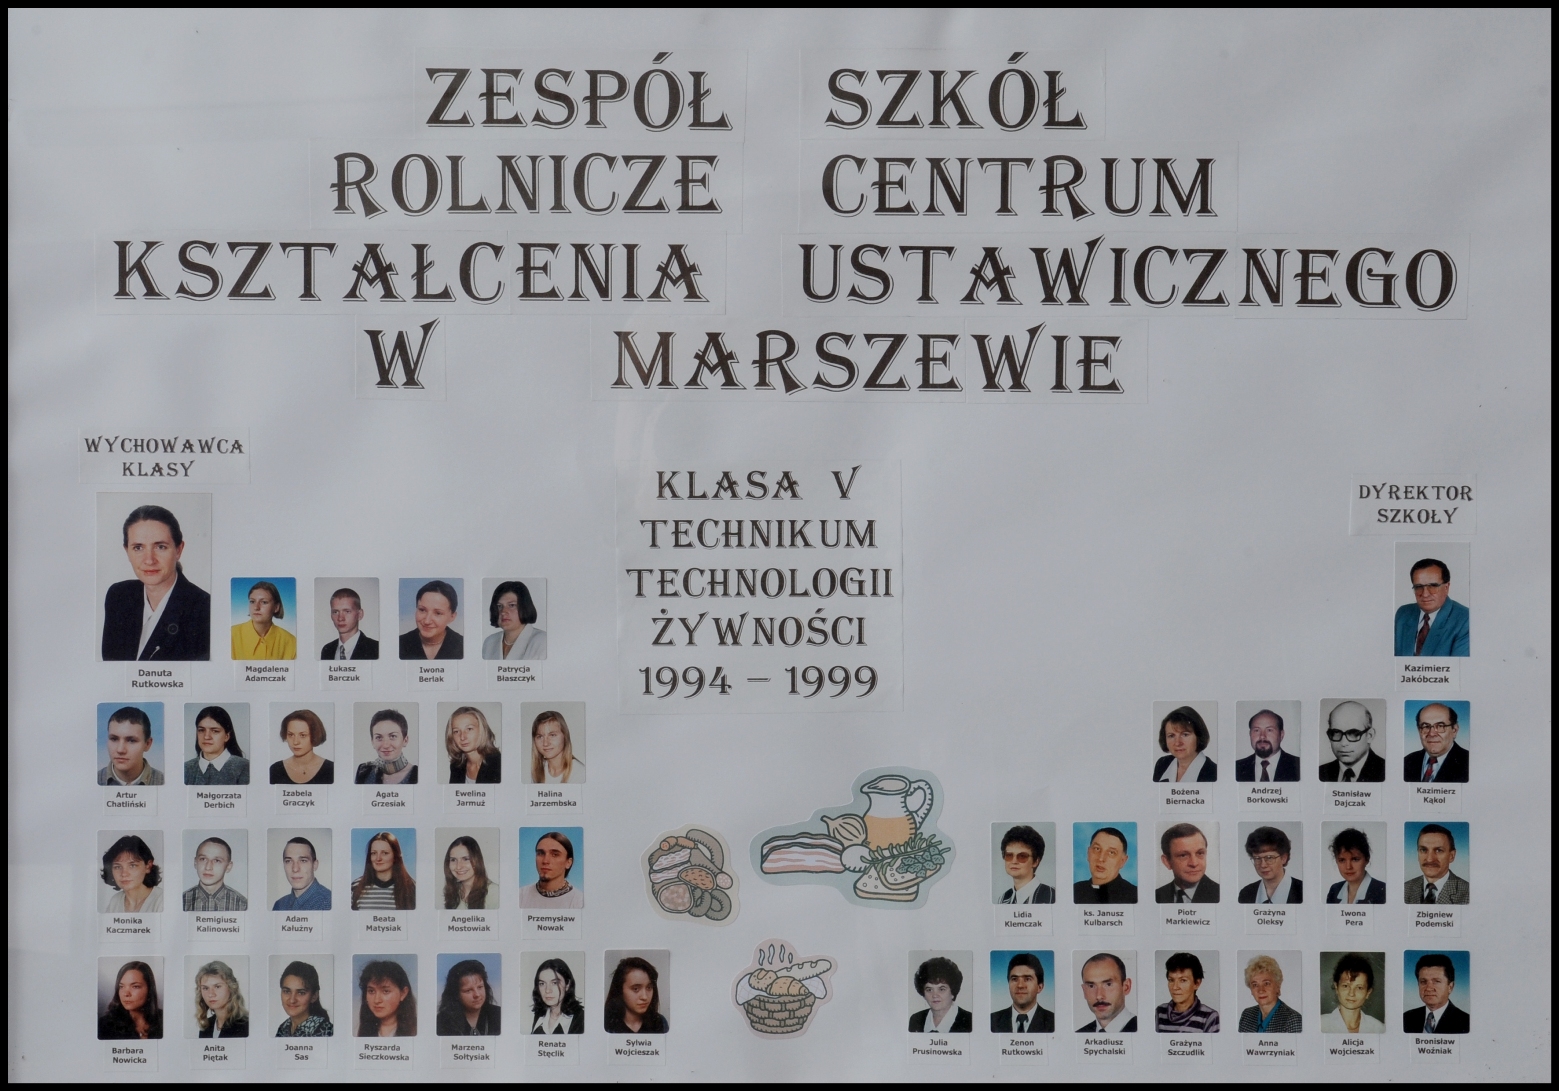 ZESPÓŁ SZKÓŁ
ROLNICZE CENTRUM
KSZTAŁCENIA USTAWICZNEGO
W MARSZEWIE
WYCHOWAWCA
KLASY
KLASA V
TECHNIKUM
TECHNOLOGII
ŻYWNOŚCI
1994 – 1999
DYREKTOR
SZKOŁY
Danuta
Rutkowska
Magdalena
Adamczak
Łukasz
Barczuk
Iwona
Berlak
Patrycja
Błaszczyk
Kazimierz
Jakóbczak
Artur
Chatliński
Małgorzata
Derbich
Izabela
Graczyk
Agata
Grzesiak
Ewelina
Jarmuż
Halina
Jarzembska
Bożena
Biernacka
Andrzej
Borkowski
Stanisław
Dajczak
Kazimierz
Kąkol
Monika
Kaczmarek
Remigiusz
Kalinowski
Adam
Kałużny
Beata
Matysiak
Angelika
Mostowiak
Przemysław
Nowak
Lidia
Klemczak
ks. Janusz
Kulbarsch
Piotr
Markiewicz
Grażyna
Oleksy
Iwona
Pera
Zbigniew
Podemski
Barbara
Nowicka
Anita
Piętak
Joanna
Sas
Ryszarda
Sieczkowska
Marzena
Sołtysiak
Renata
Stęclik
Sylwia
Wojcieszak
Julia
Prusinowska
Zenon
Rutkowski
Arkadiusz
Spychalski
Grażyna
Szczudlik
Anna
Wawrzyniak
Alicja
Wojcieszak
Bronisław
Woźniak